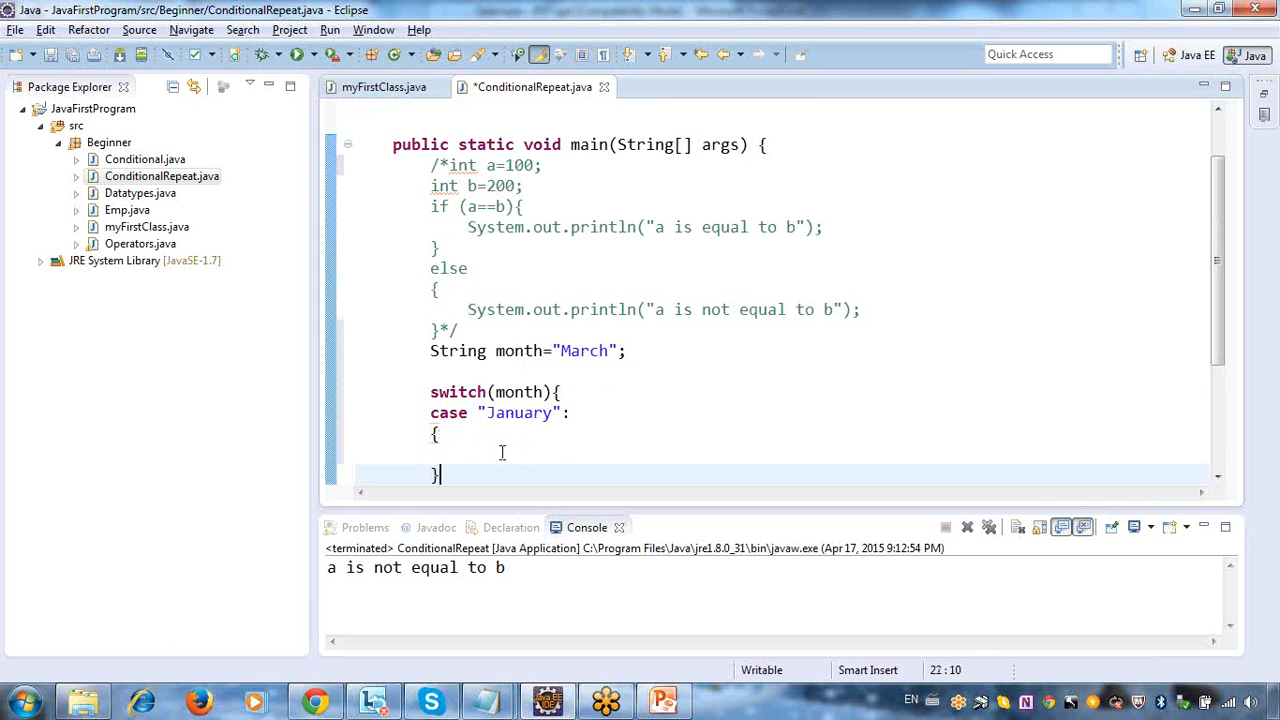 Java - JavaFirstProgram/src/Beginner/ConditionalRepeat.java - Eclipse
File Edit Refactor Source Navigate Search Project Run Window Help
Quick Access
Java EE
Java
Package Explorer
myFirstClass.java
*ConditionalRepeat.java
JavaFirstProgram
src
Beginner
Conditional.java
ConditionalRepeat.java
Datatypes.java
Emp.java
myFirstClass.java
Operators.java
JRE System Library [JavaSE-1.7]
public static void main(String[] args) {
/*int a=100;
int b=200;
if (a==b){
System.out.println("a is equal to b");
}
else
{
System.out.println("a is not equal to b");
}*/
String month="March";
switch(month){
case "January":
{
}
Problems @ Javadoc Declaration Console
<terminated> ConditionalRepeat [Java Application] C:\Program Files\Java\jre1.8.0_31\bin\javaw.exe (Apr 17, 2015 9:12:54 PM)
a is not equal to b
Writable Smart Insert 22 : 10
EN